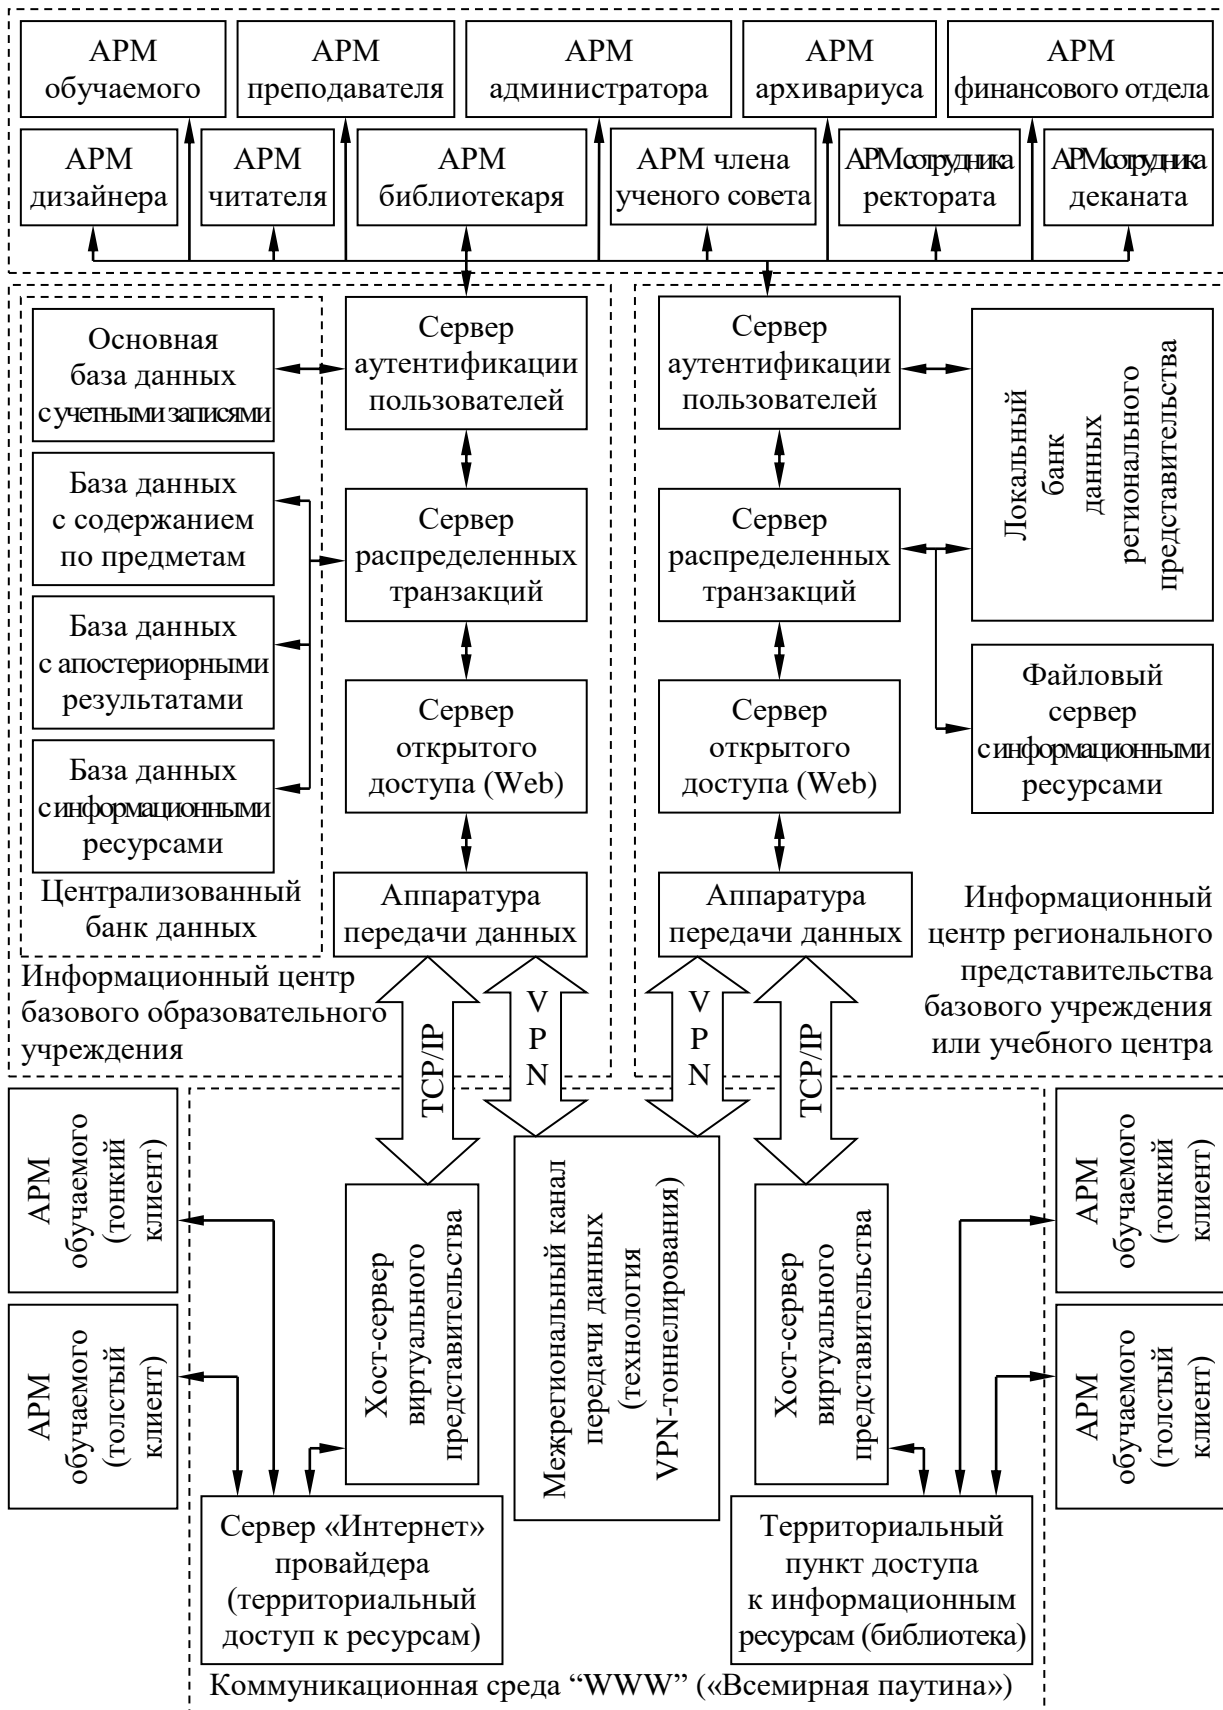 АРМ
обучаемого
АРМ
преподавателя
АРМ
администратора
АРМ
архивариуса
АРМ
финансового отдела
АРМ
дизайнера
АРМ
читателя
АРМ
библиотекаря
АРМ члена
ученого совета
АРМ сотрудника
ректората
АРМ сотрудника
деканата
Основная
база данных
с учетными записями
База данных
с содержанием
по предметам
База данных
с апостериорными
результатами
База данных
с информационными
ресурсами
Централизованный
банк данных
Сервер
аутентификации
пользователей
Сервер
распределенных
транзакций
Сервер
открытого
доступа (Web)
Аппаратура
передачи данных
Информационный центр
базового образовательного
учреждения
Сервер
аутентификации
пользователей
Сервер
распределенных
транзакций
Сервер
открытого
доступа (Web)
Аппаратура
передачи данных
Локальный
банк
данных
регионального
представительства
Файловый
сервер
с информационными
ресурсами
Информационный
центр регионального
представительства
базового учреждения
или учебного центра
TCP/IP
V
P
N
V
P
N
TCP/IP
АРМ
обучаемого
(тонкий
клиент)
АРМ
обучаемого
(толстый
клиент)
Хост-сервер
виртуального
представительства
Межрегиональный канал
передачи данных
(технология
VPN-тоннелирования)
Хост-сервер
виртуального
представительства
АРМ
обучаемого
(тонкий
клиент)
АРМ
обучаемого
(толстый
клиент)
Сервер «Интернет»
провайдера
(территориальный
доступ к ресурсам)
Территориальный
пункт доступа
к информационным
ресурсам (библиотека)
Коммуникационная среда “WWW” («Всемирная паутина»)